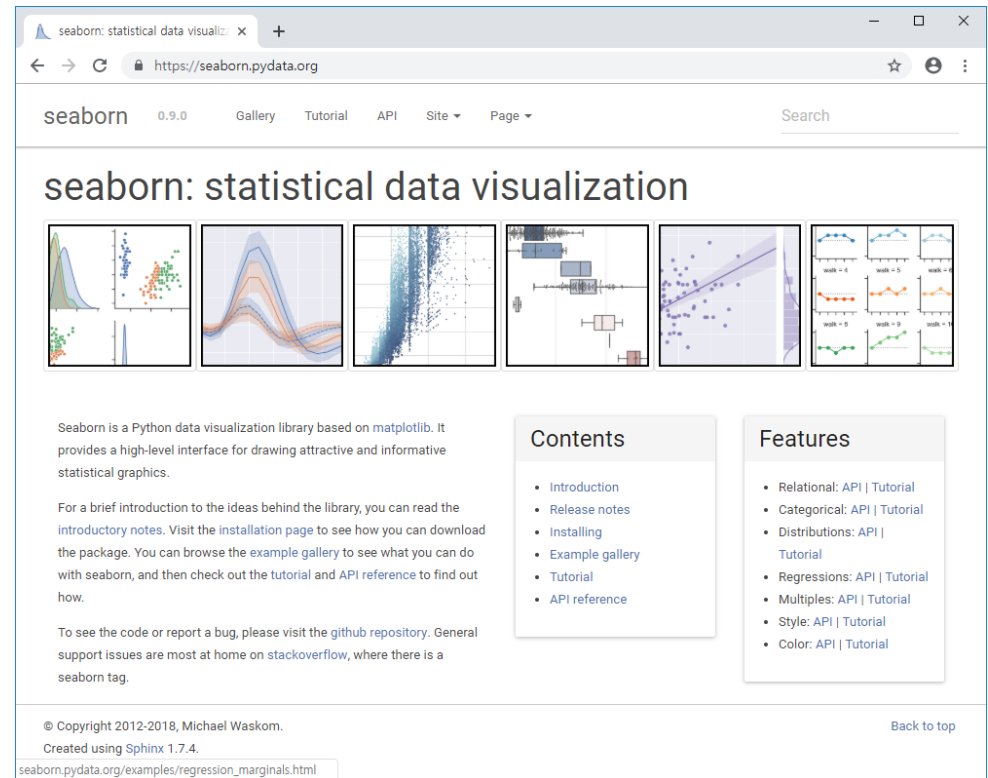 seaborn: statistical data visualiz
https://seaborn.pydata.org
seaborn 0.9.0 Gallery Tutorial API Site Page Search
seaborn: statistical data visualization
walk = 4 walk = 5 walk = 6
walk = 8 walk = 9
Seaborn is a Python data visualization library based on matplotlib. It
provides a high-level interface for drawing attractive and informative
statistical graphics.
For a brief introduction to the ideas behind the library, you can read the
introductory notes. Visit the installation page to see how you can download
the package. You can browse the example gallery to see what you can do
with seaborn, and then check out the tutorial and API reference to find out
how.
To see the code or report a bug, please visit the github repository. General
support issues are most at home on stackoverflow, where there is a
seaborn tag.
Contents
Introduction
Release notes
Installing
Example gallery
Tutorial
API reference
Features
Relational: API | Tutorial
Categorical: API | Tutorial
Distributions: API |
Tutorial
Regressions: API | Tutorial
Multiples: API | Tutorial
Style: API | Tutorial
Color: API | Tutorial
© Copyright 2012-2018, Michael Waskom.
Back to top
Created using Sphinx 1.7.4.
seaborn.pydata.org/examples/regression_marginals.html